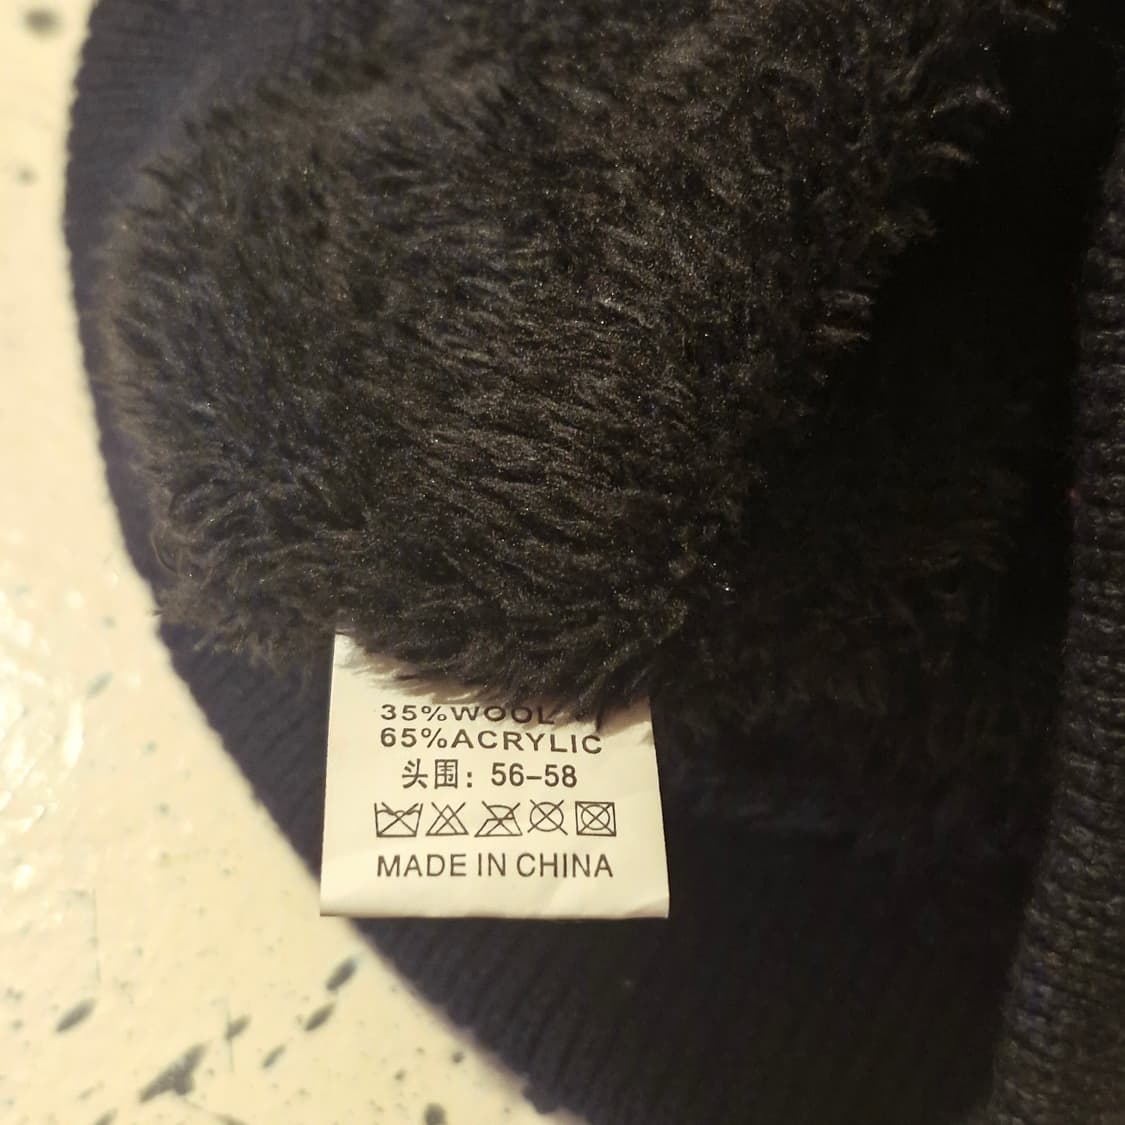 35%WOOL
65%ACRYLIC
头围：56-58
MADE IN CHINA